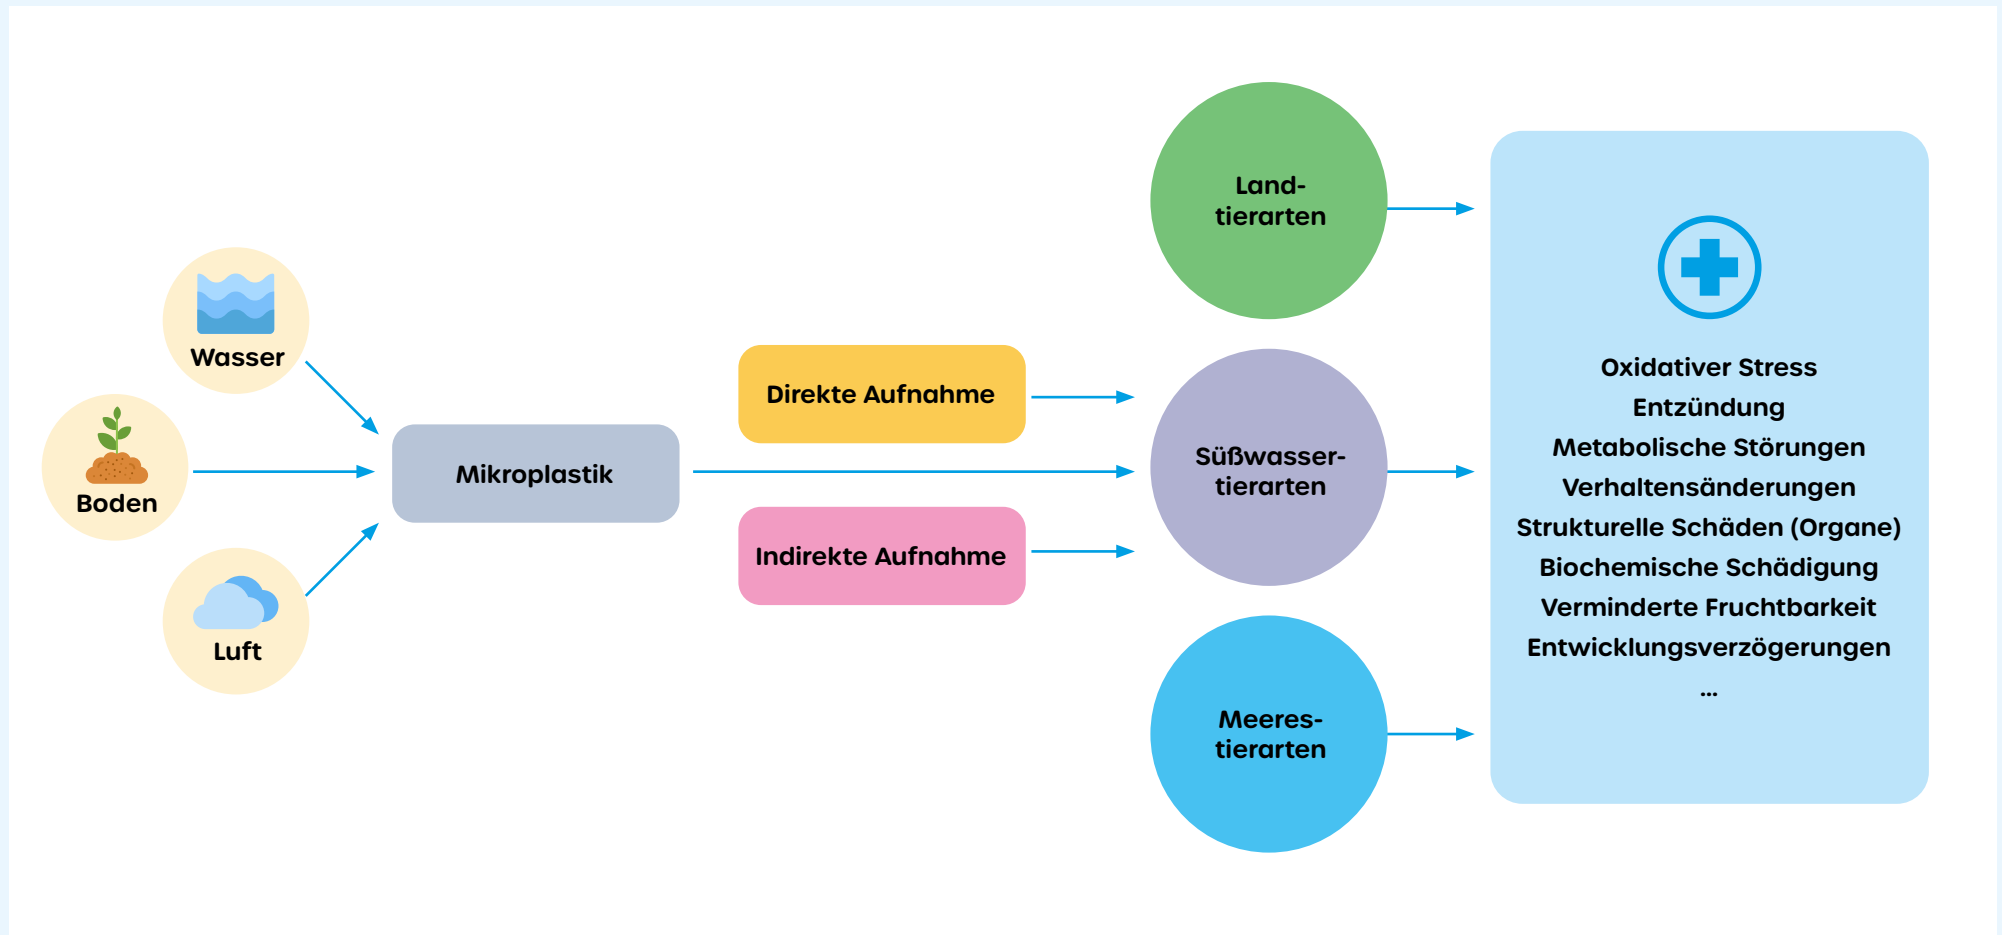 Wasser
Boden
Luft
Mikroplastik
Direkte Aufnahme
Indirekte Aufnahme
Land-
tierarten
Süßwasser-
tierarten
Meeres-
tierarten
Oxidativer Stress
Entzündung
Metabolische Störungen
Verhaltensänderungen
Strukturelle Schäden (Organe)
Biochemische Schädigung
Verminderte Fruchtbarkeit
Entwicklungsverzögerungen
...